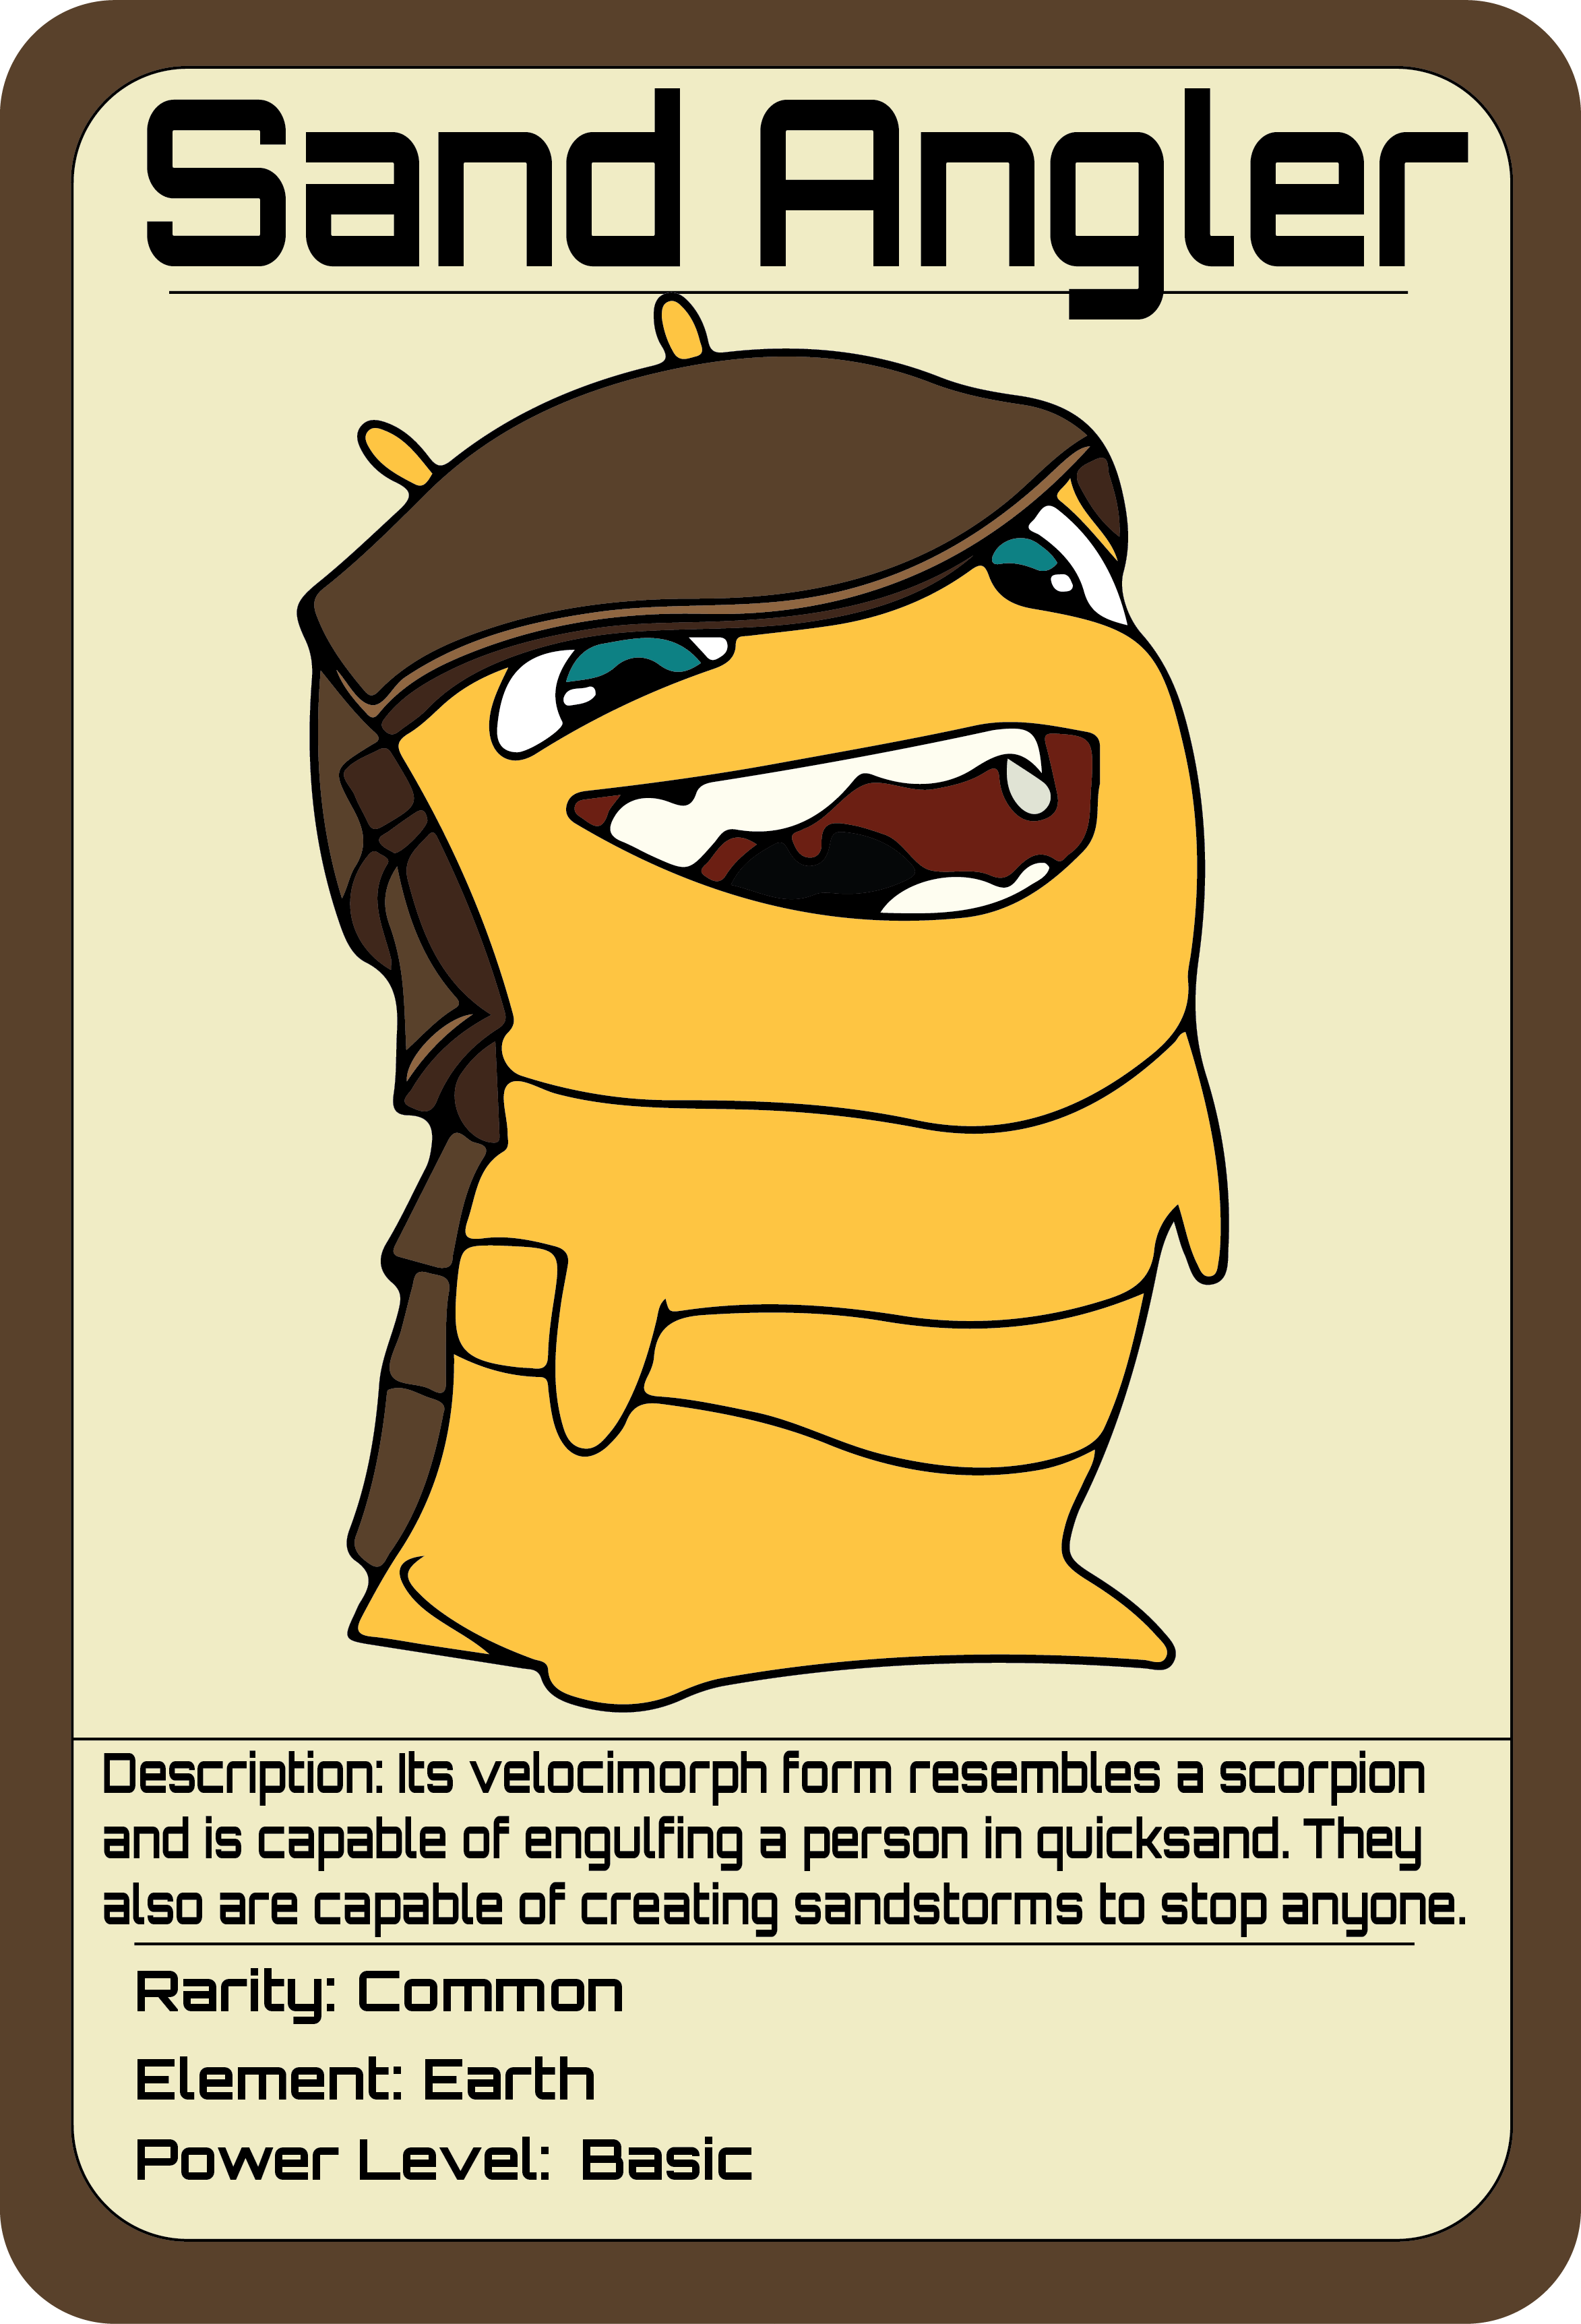 Sand Angler
Description: Its velocimorph form resembles a scorpion
and is capable of engulfing a person in quicksand. They
also are capable of creating sandstorms to stop anyone.
Rarity: Common
Element: Earth
Power Level: Basic